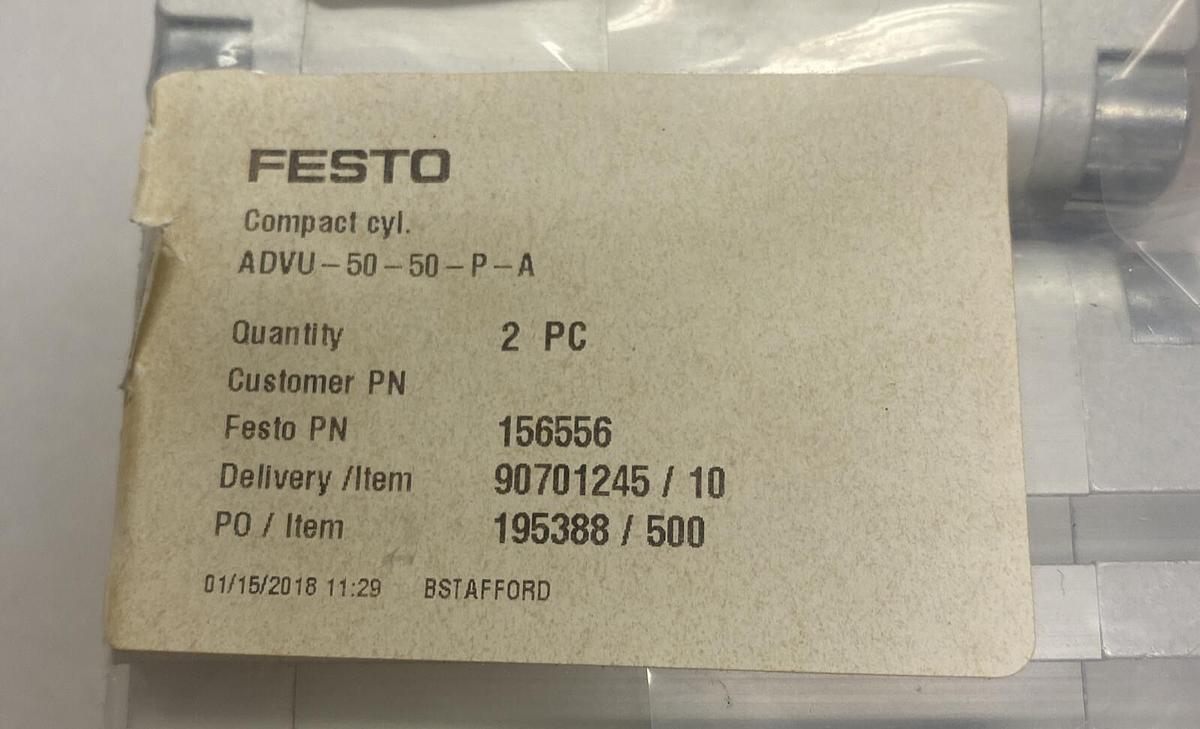 FESTO
Compact cyl.
ADVU-50-50-P-A
Quantity 2 PC
Customer PN
Festo PN 156556
Delivery /Item 90701245 / 10
PO / Item 195388 / 500
01/15/2018 11:29 BSTAFFORD